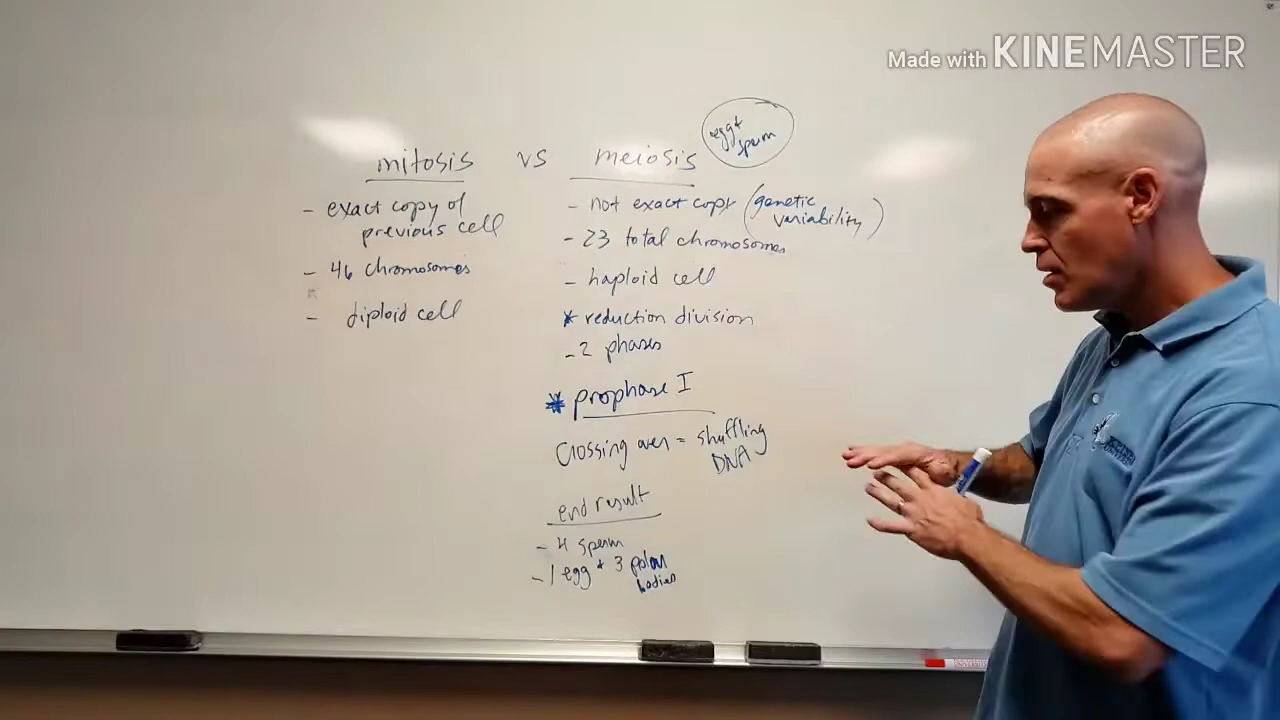 Made with KINEMASTER
egg +
sperm
mitosis vs meiosis
- exact copy of
previous cell
- 46 chromosomes
- diploid cell
- not exact copy (genetic
variability)
- 23 total chromosomes
- haploid cell
* reduction division
- 2 phases
* prophase I
Crossing over = shuffling
DNA
end result
- 4 sperm
- 1 egg + 3 polar
bodies